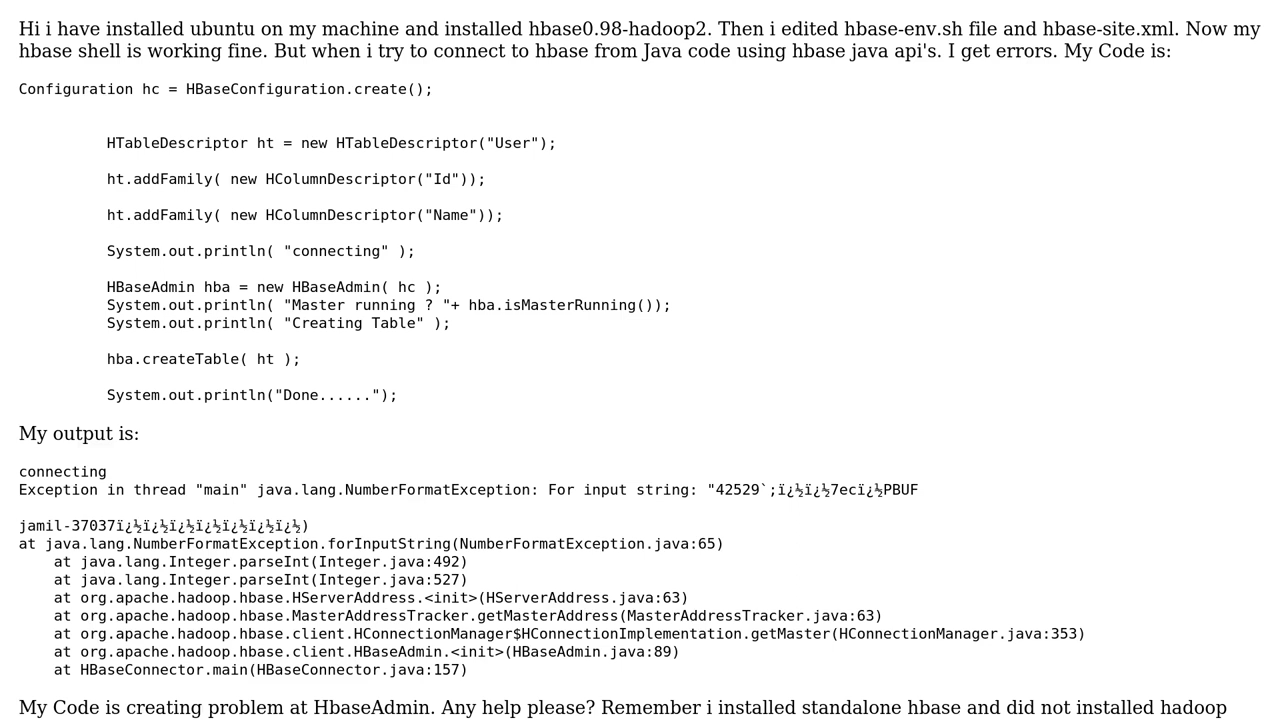 Hi i have installed ubuntu on my machine and installed hbase0.98-hadoop2. Then i edited hbase-env.sh file and hbase-site.xml. Now my
hbase shell is working fine. But when i try to connect to hbase from Java code using hbase java api's. I get errors. My Code is:
Configuration hc = HBaseConfiguration.create();
HTableDescriptor ht = new HTableDescriptor("User");
ht.addFamily( new HColumnDescriptor("Id"));
ht.addFamily( new HColumnDescriptor("Name"));
System.out.println( "connecting" );
HBaseAdmin hba = new HBaseAdmin( hc );
System.out.println( "Master running ? "+ hba.isMasterRunning());
System.out.println( "Creating Table" );
hba.createTable( ht );
System.out.println("Done......");
My output is:
connecting
Exception in thread "main" java.lang.NumberFormatException: For input string: "42529`;ï¿½ï¿½7ecï¿½PBUF
jamil-37037ï¿½ï¿½ï¿½ï¿½ï¿½ï¿½ï¿½ï¿½)
at java.lang.NumberFormatException.forInputString(NumberFormatException.java:65)
at java.lang.Integer.parseInt(Integer.java:492)
at java.lang.Integer.parseInt(Integer.java:527)
at org.apache.hadoop.hbase.HServerAddress.<init>(HServerAddress.java:63)
at org.apache.hadoop.hbase.MasterAddressTracker.getMasterAddress(MasterAddressTracker.java:63)
at org.apache.hadoop.hbase.client.HConnectionManager$HConnectionImplementation.getMaster(HConnectionManager.java:353)
at org.apache.hadoop.hbase.client.HBaseAdmin.<init>(HBaseAdmin.java:89)
at HBaseConnector.main(HBaseConnector.java:157)
My Code is creating problem at HbaseAdmin. Any help please? Remember i installed standalone hbase and did not installed hadoop